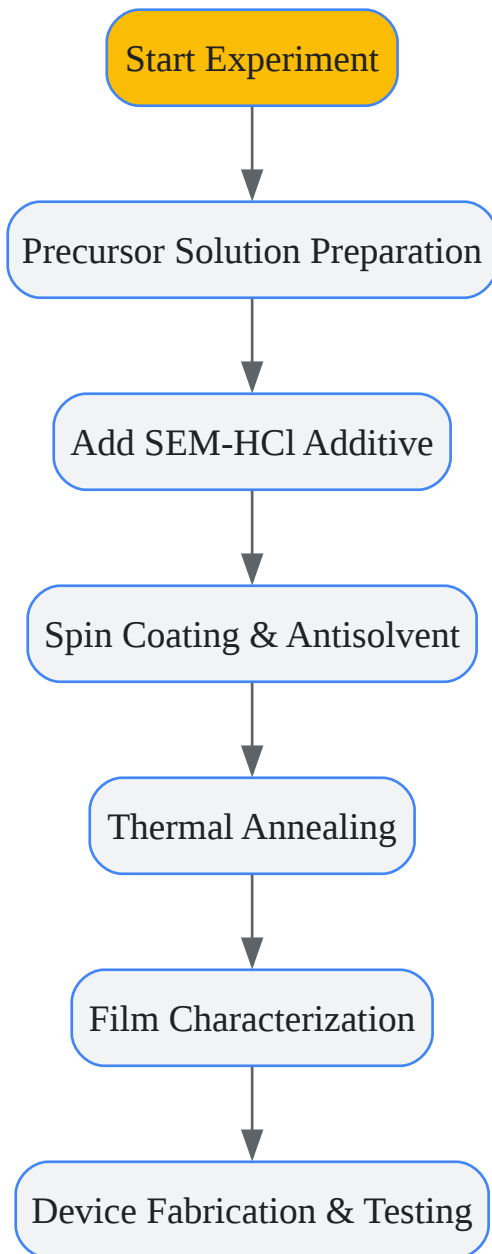 Start Experiment
Precursor Solution Preparation
Add SEM-HCl Additive
Spin Coating & Antisolvent
Thermal Annealing
Film Characterization
Device Fabrication & Testing